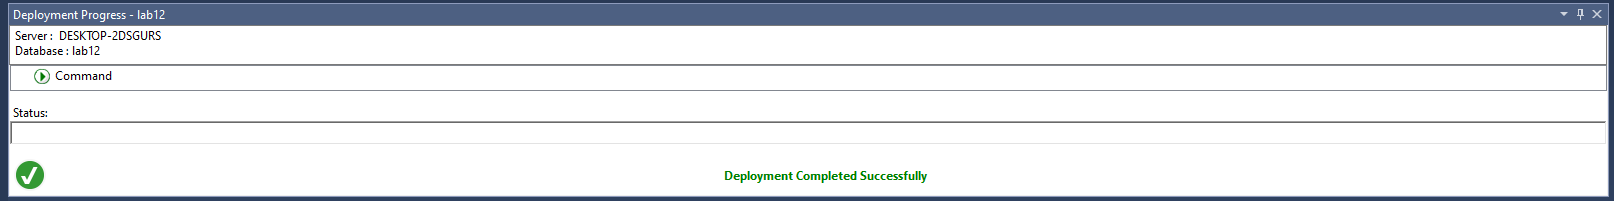 Deployment Progress - lab12
Server : DESKTOP-2DSGURS
Database : lab12
Command
Status:
Deployment Completed Successfully